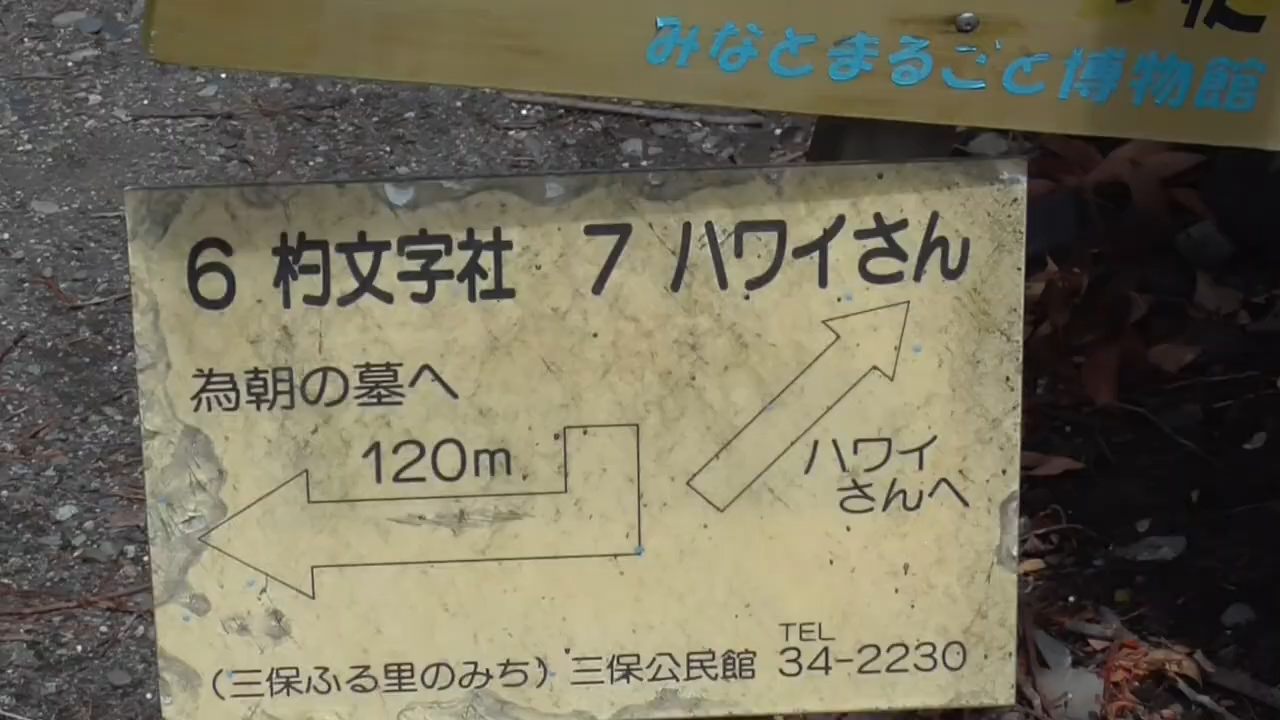 みなとまるごと博物館
6 杓文字社 7 ハワイさん
為朝の墓へ
120m
ハワイ
さんへ
TEL
(三保ふる里のみち) 三保公民館 34-2230